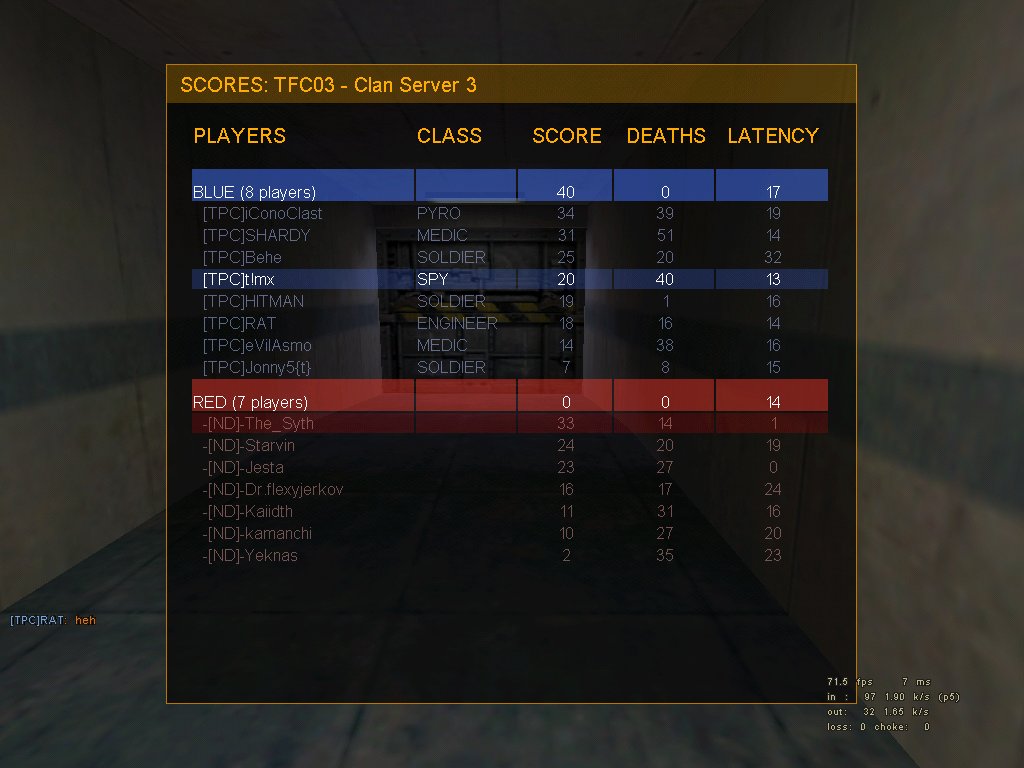 SCORES: TFC03 - Clan Server 3
PLAYERS CLASS SCORE DEATHS LATENCY
BLUE (8 players) 40 0 17
[TPC]iConoClast PYRO 34 39 19
[TPC]SHARDY MEDIC 31 51 14
[TPC]Behe SOLDIER 25 20 32
[TPC]t!mx SPY 20 40 13
[TPC]HITMAN SOLDIER 19 1 16
[TPC]RAT ENGINEER 18 16 14
[TPC]eVilAsmo MEDIC 14 38 16
[TPC]Jonny5{t} SOLDIER 7 8 15
RED (7 players) 0 0 14
-[ND]-The_Syth 33 14 1
-[ND]-Starvin 24 20 19
-[ND]-Jesta 23 27 0
-[ND]-Dr.flexyjerkov 16 17 24
-[ND]-Kaiidth 11 31 16
-[ND]-kamanchi 10 27 20
-[ND]-Yeknas 2 35 23
[TPC]RAT: heh
71.5 fps 7 ms
in : 97 1.90 k/s (p5)
out: 32 1.65 k/s
loss: 0 choke: 0